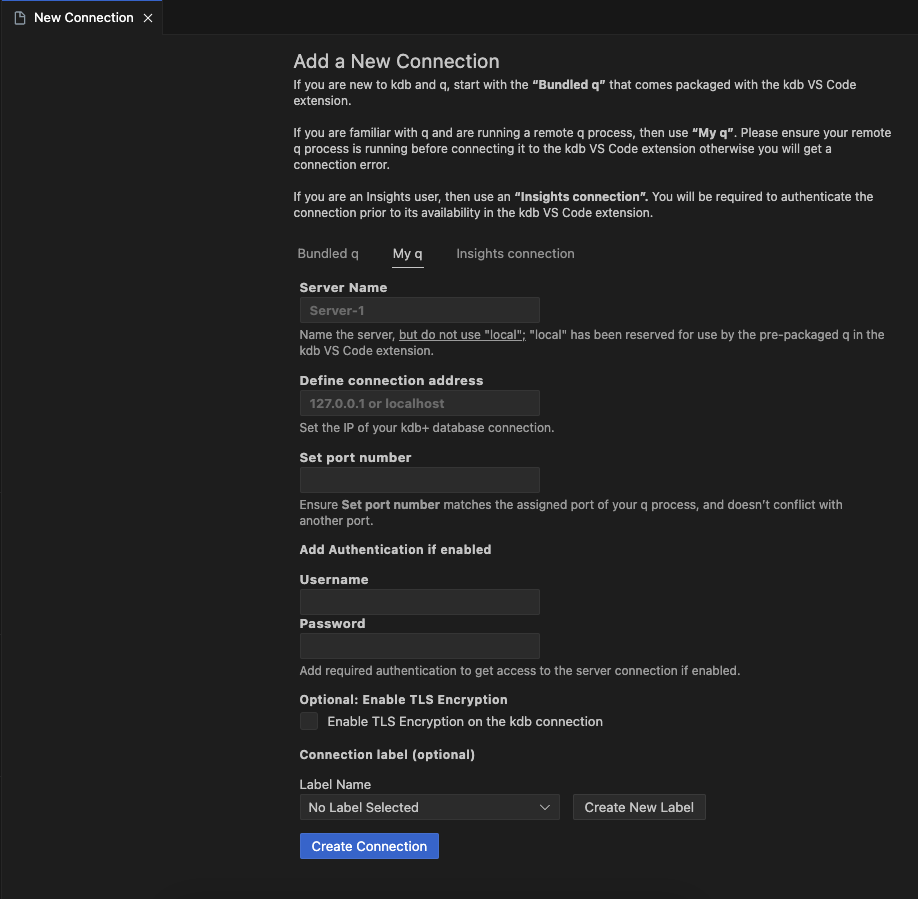 New Connection
Add a New Connection
If you are new to kdb and q, start with the “Bundled q” that comes packaged with the kdb VS Code
extension.
If you are familiar with q and are running a remote q process, then use “My q”. Please ensure your remote
q process is running before connecting it to the kdb VS Code extension otherwise you will get a
connection error.
If you are an Insights user, then use an “Insights connection”. You will be required to authenticate the
connection prior to its availability in the kdb VS Code extension.
Bundled q My q Insights connection
Server Name
Server-1
Name the server, but do not use "local"; "local" has been reserved for use by the pre-packaged q in the
kdb VS Code extension.
Define connection address
127.0.0.1 or localhost
Set the IP of your kdb+ database connection.
Set port number
Ensure Set port number matches the assigned port of your q process, and doesn’t conflict with
another port.
Add Authentication if enabled
Username
Password
Add required authentication to get access to the server connection if enabled.
Optional: Enable TLS Encryption
Enable TLS Encryption on the kdb connection
Connection label (optional)
Label Name
No Label Selected Create New Label
Create Connection